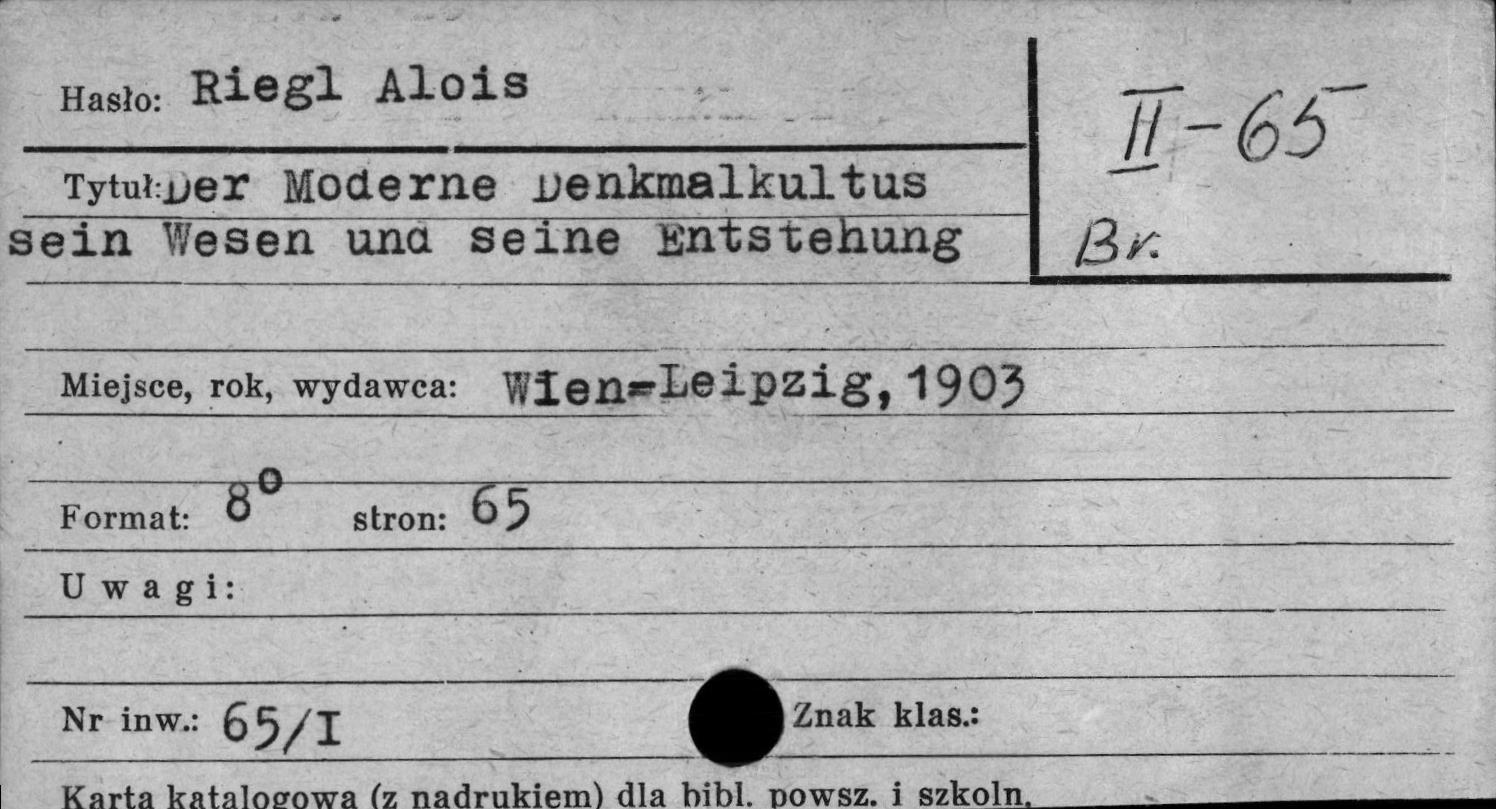 Hasło: Riegl Alois
II-65
Tytuł: Der Moderne Denkmalkultus
sein Wesen und seine Entstehung
Br.
Miejsce, rok, wydawca: Wien-Leipzig, 1903
Format: 8° stron: 65
Uwagi:
Nr inw.: 65/I Znak klas.:
Karta katalogowa (z nadrukiem) dla bibl. powsz. i szkoln.